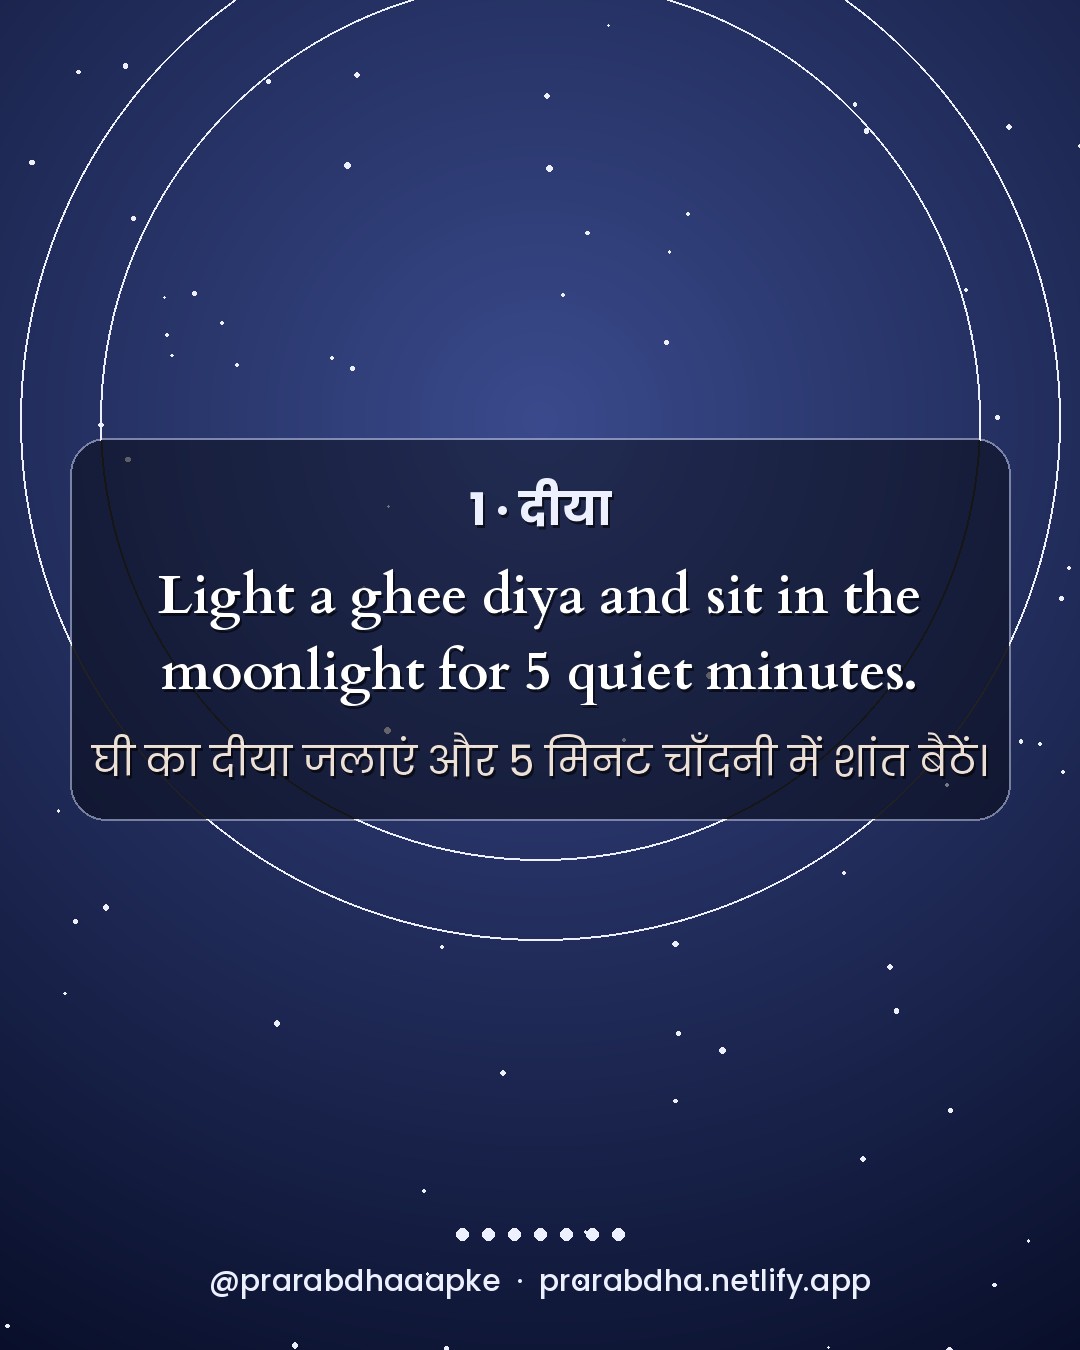 1 · दीया
Light a ghee diya and sit in the
moonlight for 5 quiet minutes.
घी का दीया जलाएं और 5 मिनट चाँदनी में शांत बैठें।
@prarabdhaaapke · prarabdha.netlify.app